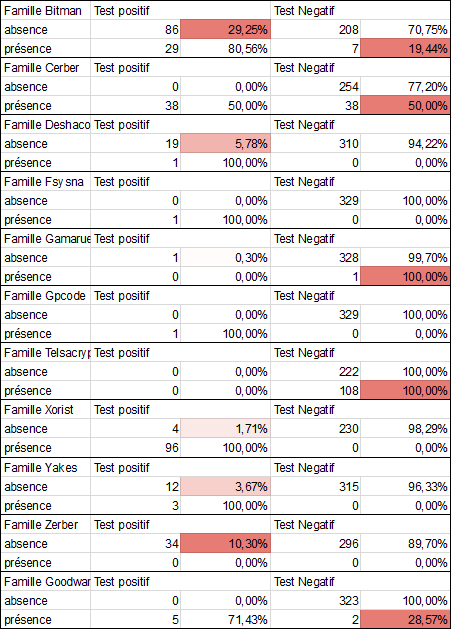 Famille Bitman Test positif Test Negatif
absence 86 29,25% 208 70,75%
présence 29 80,56% 7 19,44%
Famille Cerber Test positif Test Negatif
absence 0 0,00% 254 77,20%
présence 38 50,00% 38 50,00%
Famille Deshaco Test positif Test Negatif
absence 19 5,78% 310 94,22%
présence 1 100,00% 0 0,00%
Famille Fsysna Test positif Test Negatif
absence 0 0,00% 329 100,00%
présence 1 100,00% 0 0,00%
Famille Gamarue Test positif Test Negatif
absence 1 0,30% 328 99,70%
présence 0 0,00% 1 100,00%
Famille Gpcode Test positif Test Negatif
absence 0 0,00% 329 100,00%
présence 1 100,00% 0 0,00%
Famille Telsacryp Test positif Test Negatif
absence 0 0,00% 222 100,00%
présence 0 0,00% 108 100,00%
Famille Xorist Test positif Test Negatif
absence 4 1,71% 230 98,29%
présence 96 100,00% 0 0,00%
Famille Yakes Test positif Test Negatif
absence 12 3,67% 315 96,33%
présence 3 100,00% 0 0,00%
Famille Zerber Test positif Test Negatif
absence 34 10,30% 296 89,70%
présence 0 0,00% 0 0,00%
Famille Goodwar Test positif Test Negatif
absence 0 0,00% 323 100,00%
présence 5 71,43% 2 28,57%